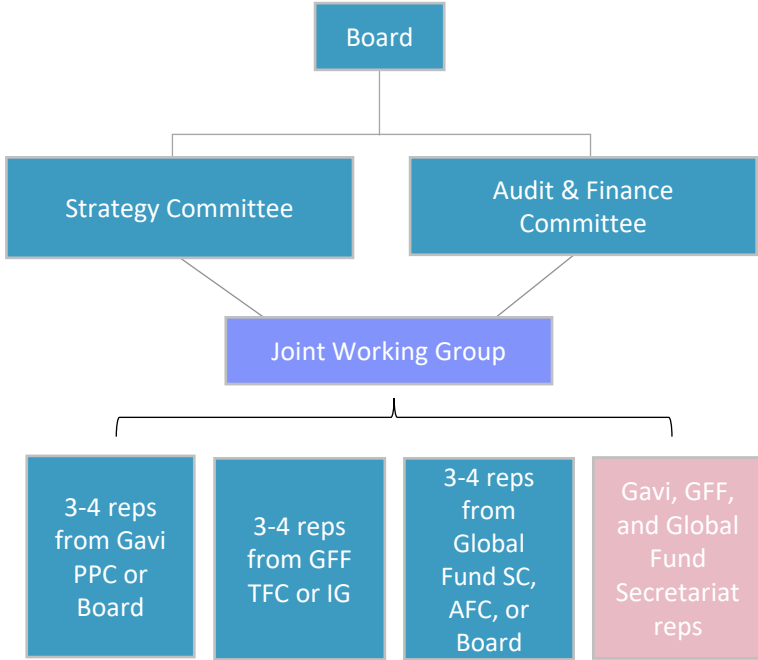 Board
Strategy Committee
Audit & Finance
Committee
Joint Working Group
3-4 reps
from Gavi
PPC or
Board
3-4 reps
from GFF
TFC or IG
3-4 reps
from
Global
Fund SC,
AFC, or
Board
Gavi, GFF,
and Global
Fund
Secretariat
reps